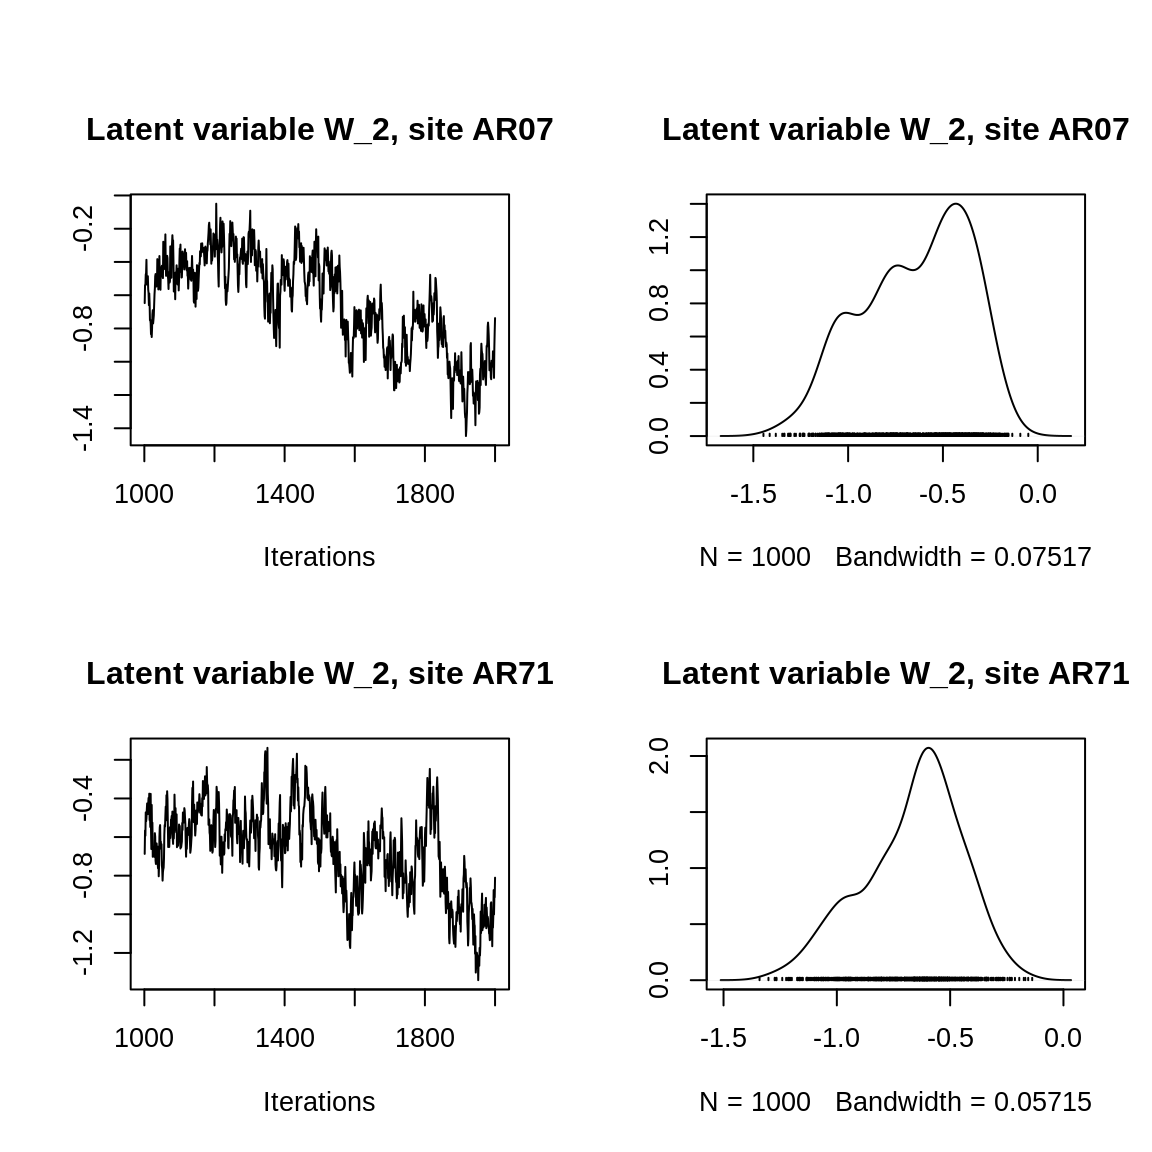 Latent variable W_2, site AR07
-0.2
-0.8
-1.4
1000 1400 1800
Iterations
Latent variable W_2, site AR07
1.2
0.8
0.4
0.0
-1.5 -1.0 -0.5 0.0
N = 1000 Bandwidth = 0.07517
Latent variable W_2, site AR71
-0.4
-0.8
-1.2
1000 1400 1800
Iterations
Latent variable W_2, site AR71
2.0
1.0
0.0
-1.5 -1.0 -0.5 0.0
N = 1000 Bandwidth = 0.05715